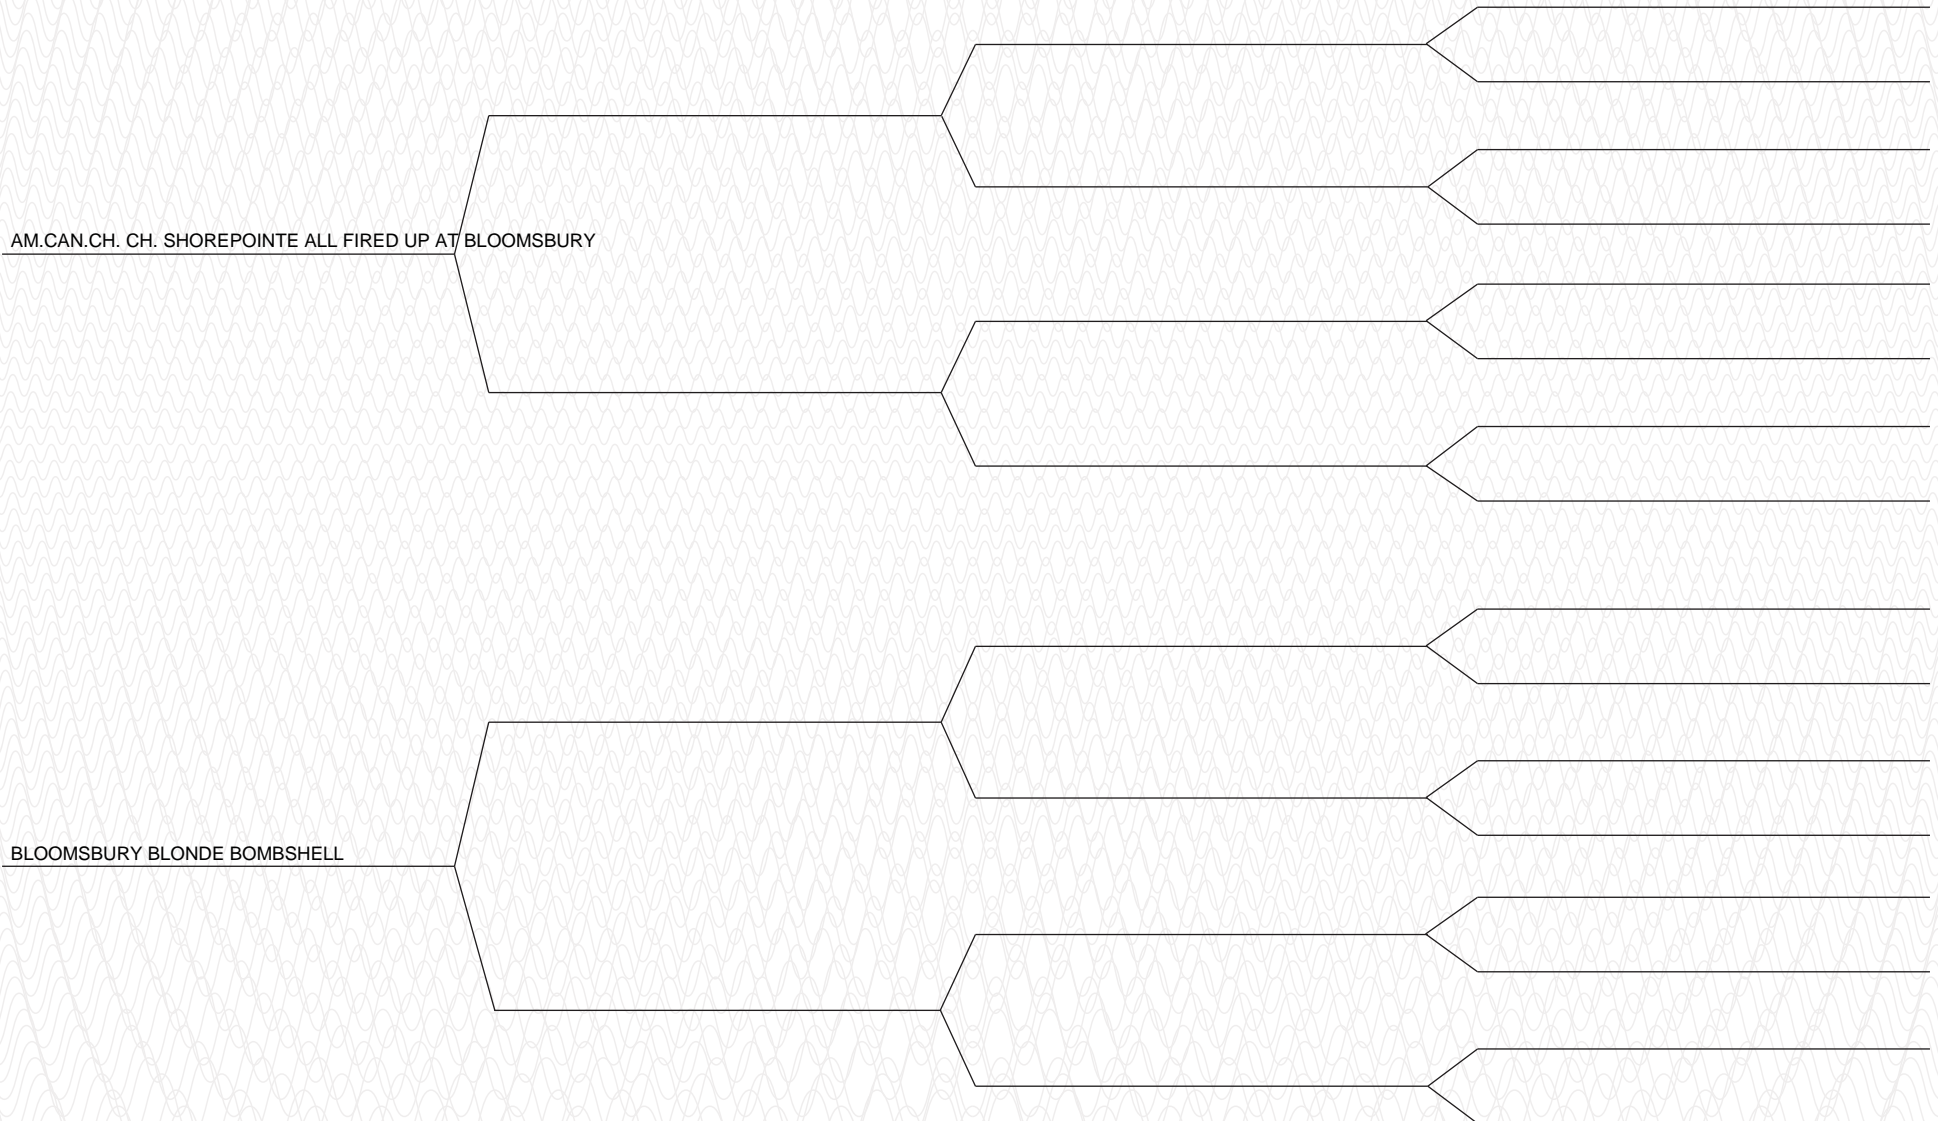 AM.CAN.CH. CH. SHOREPOINTE ALL FIRED UP AT BLOOMSBURY
BLOOMSBURY BLONDE BOMBSHELL